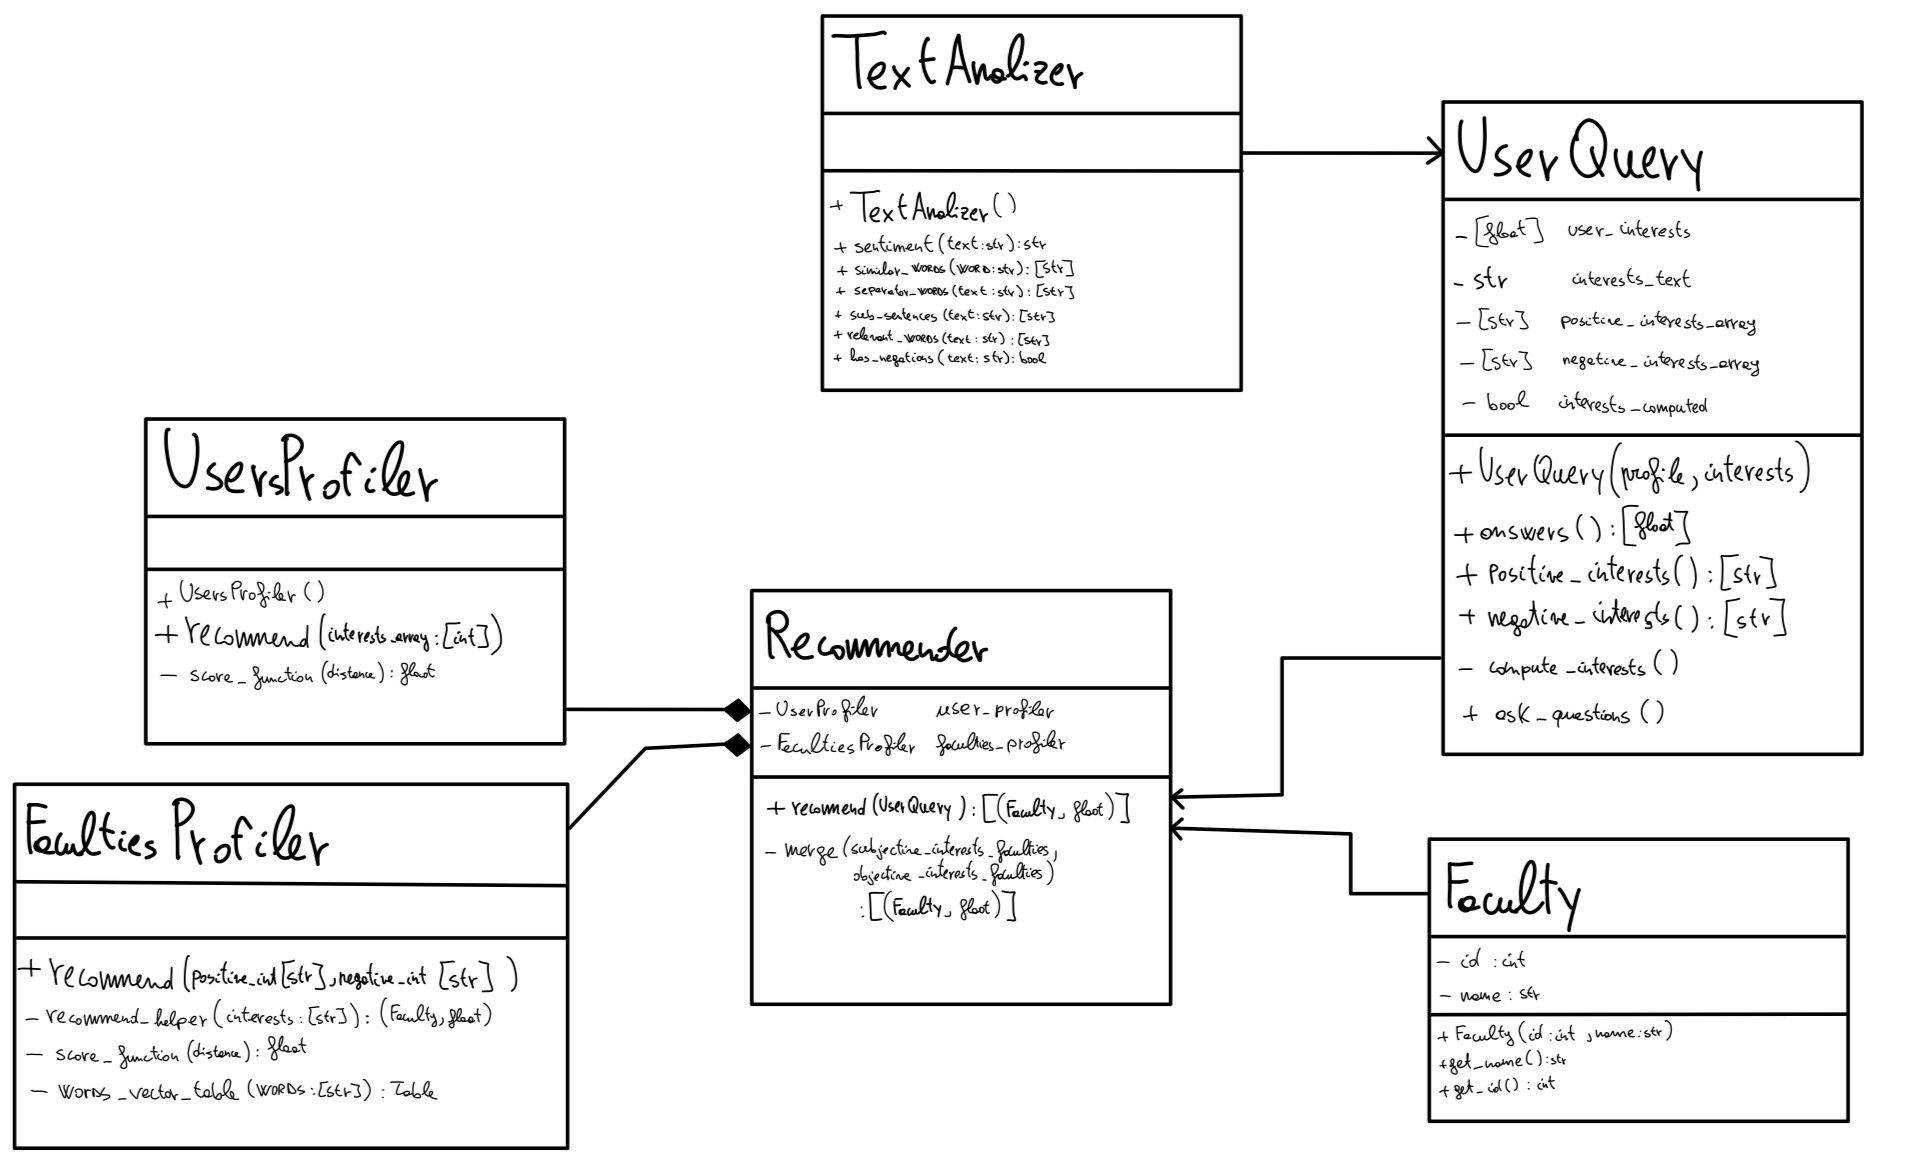 TextAnalizer
+ TextAnalizer()
+ sentiment(text:str):str
+ similar_words(word:str):[str]
+ separator_words(text:str):[str]
+ sub_sentences(text:str):[str]
+ relevant_words(text:str):[str]
+ has_negations(text:str):bool
UserQuery
- [float] user_interests
- str interests_text
- [str] positive_interests_array
- [str] negative_interests_array
- bool interests_computed
+ UserQuery(profile, interests)
+ answers():[float]
+ positive_interests():[str]
+ negative_interests():[str]
- compute_interests()
+ ask_questions()
UsersProfiler
+ UsersProfiler()
+ recommend(interests_array:[int])
- score_function(distance):float
Recommender
- UserProfiler user_profiler
- FacultiesProfiler faculties_profiler
+ recommend(UserQuery):[(Faculty, float)]
- merge(subjective_interests_faculties,
objective_interests_faculties)
:[(Faculty, float)]
FacultiesProfiler
+ recommend(positive_int[str],negative_int [str])
- recommend_helper(interests:[str]):(Faculty,float)
- score_function(distance):float
- words_vector_table(words:[str]):Table
Faculty
- id:int
- name:str
+ Faculty(id:int, name:str)
+ get_name():str
+ get_id():int